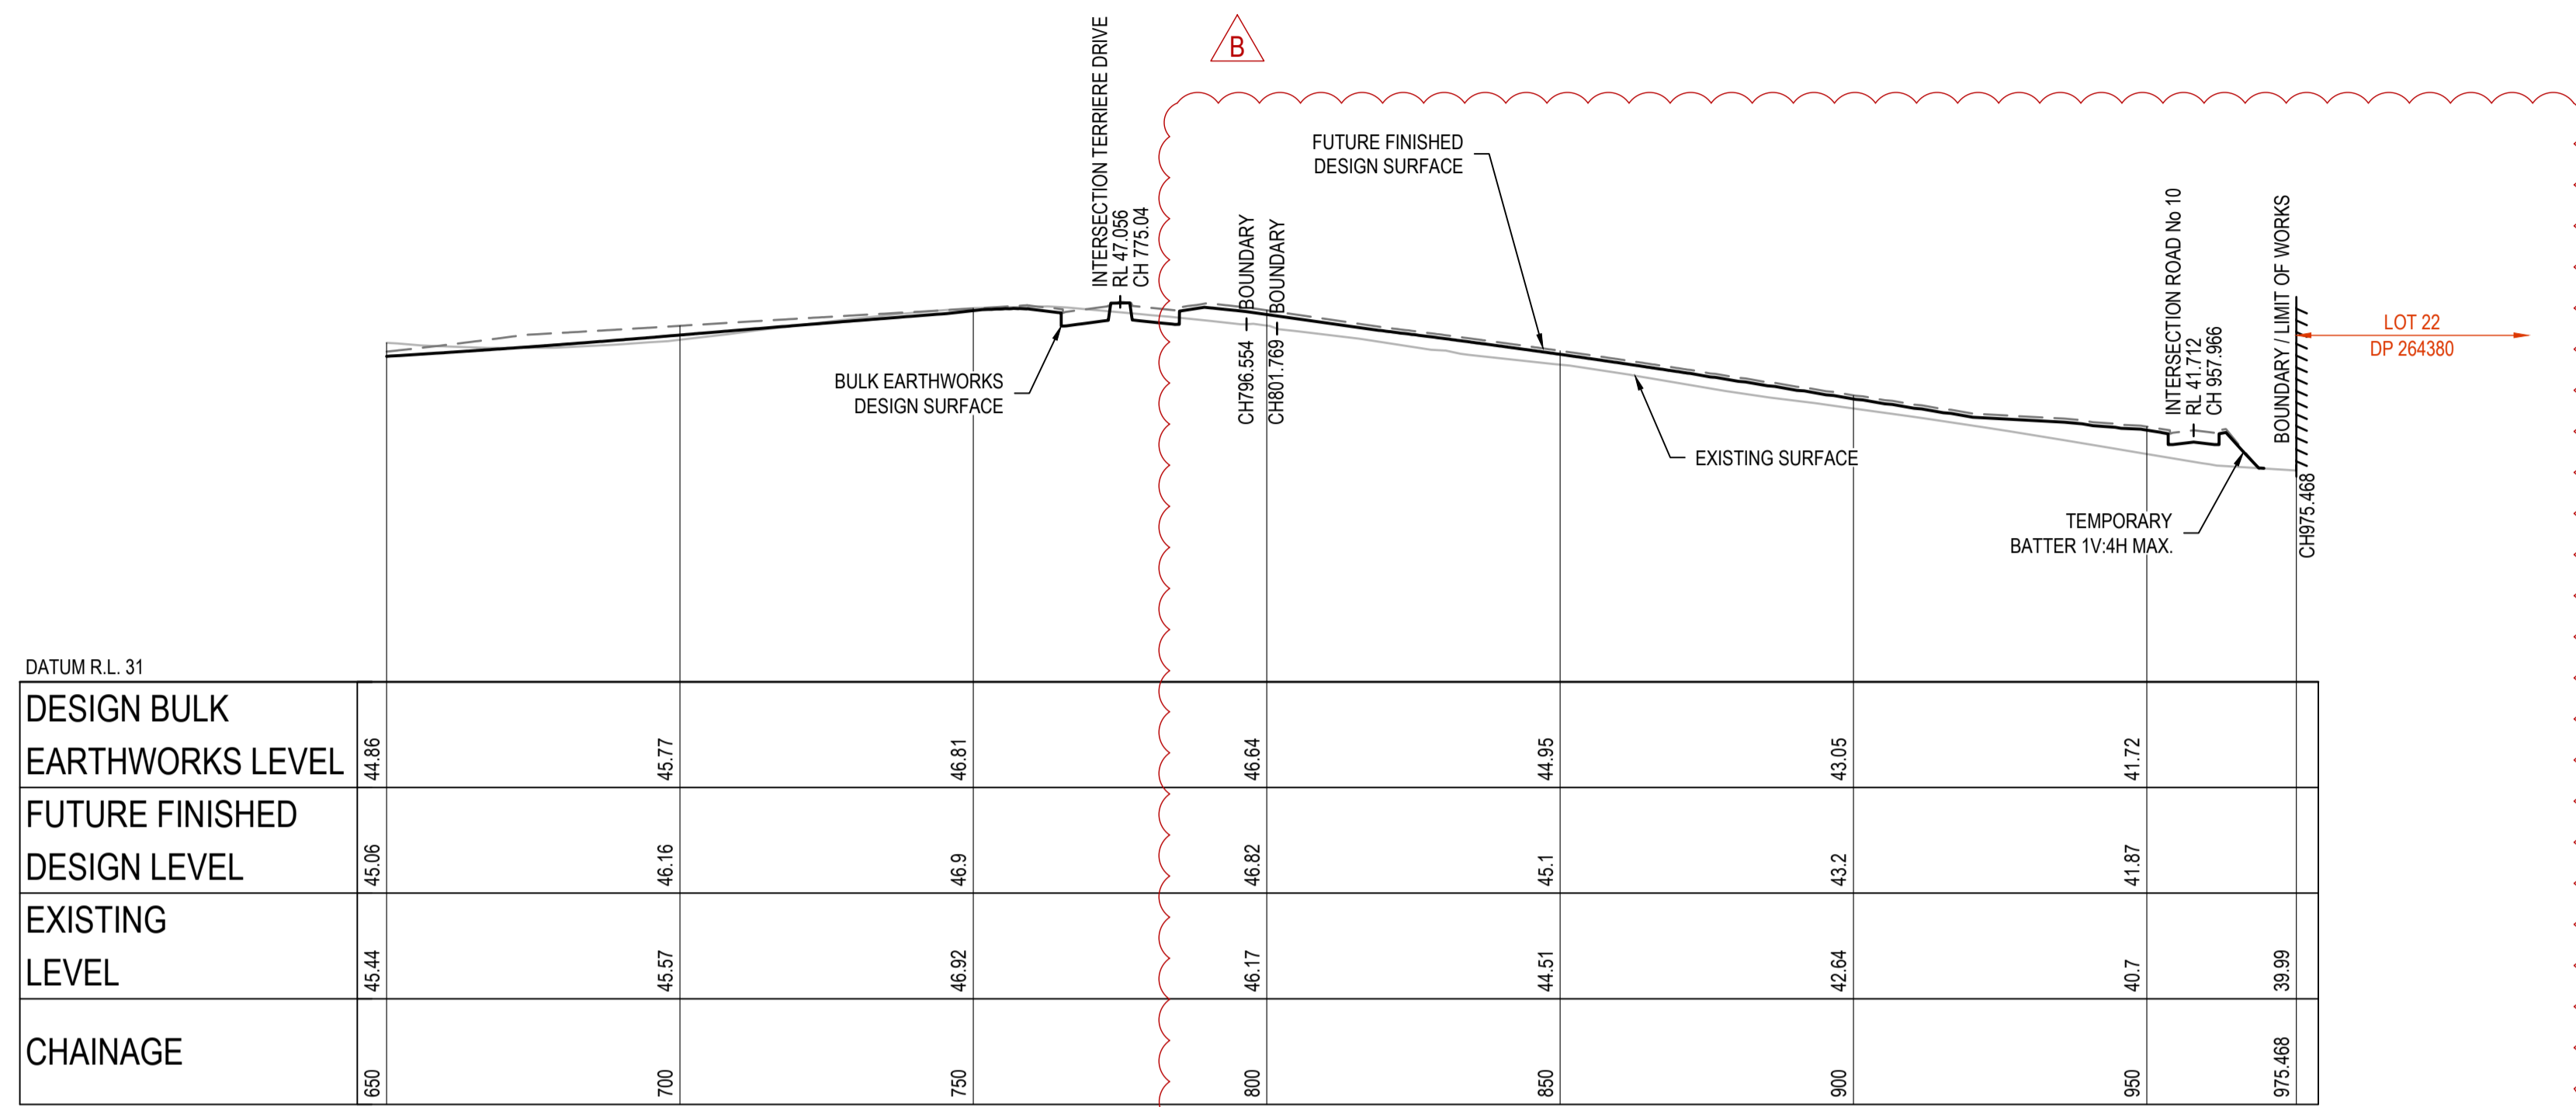 B
INTERSECTION TERRIERE DRIVE
RL 47.056
CH 775.04
FUTURE FINISHED
DESIGN SURFACE
BOUNDARY
CH796.554
BOUNDARY
CH801.769
INTERSECTION ROAD No 10
RL 41.712
CH 957.966
BOUNDARY / LIMIT OF WORKS
CH975.468
LOT 22
DP 264380
BULK EARTHWORKS
DESIGN SURFACE
EXISTING SURFACE
TEMPORARY
BATTER 1V:4H MAX.
DATUM R.L. 31
DESIGN BULK
EARTHWORKS LEVEL 44.86 45.77 46.81 46.64 44.95 43.05 41.72
FUTURE FINISHED
DESIGN LEVEL 45.06 46.16 46.9 46.82 45.1 43.2 41.87
EXISTING
LEVEL 45.44 45.57 46.92 46.17 44.51 42.64 40.7 39.99
CHAINAGE 650 700 750 800 850 900 950 975.468